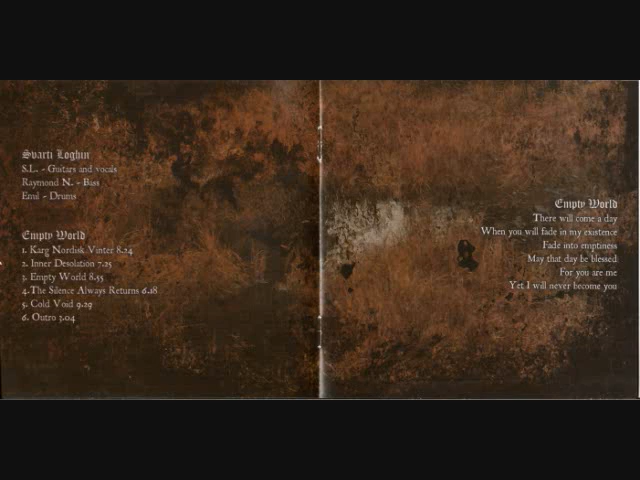 Svarti Loghin
S.L. - Guitars and vocals
Raymond N. - Bass
Emil - Drums
Empty World
1. Karg Nordisk Vinter 8.24
2. Inner Desolation 7.25
3. Empty World 8.55
4.The Silence Always Returns 6.18
5. Cold Void 9.29
6. Outro 3.04
Empty World
There will come a day
When you will fade in my existence
Fade into emptiness
May that day be blessed
For you are me
Yet I will never become you